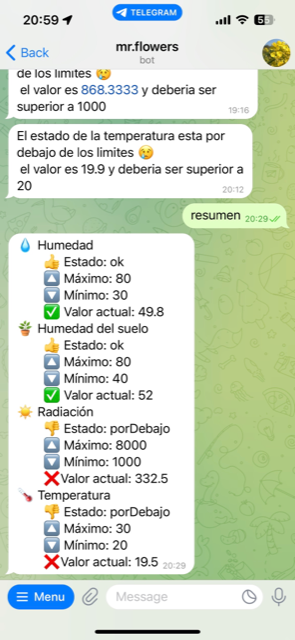 20:59
TELEGRAM
55
Back
mr.flowers
bot
de los limites 😢
el valor es 868.3333 y deberia ser
superior a 1000
19:16
El estado de la temperatura esta por
debajo de los limites 😢
el valor es 19.9 y deberia ser superior a
20
20:12
resumen 20:29
💧 Humedad
👍 Estado: ok
🔼 Máximo: 80
🔽 Mínimo: 30
✅ Valor actual: 49.8
🪴 Humedad del suelo
👍 Estado: ok
🔼 Máximo: 80
🔽 Mínimo: 40
✅ Valor actual: 52
☀️ Radiación
👎 Estado: porDebajo
🔼 Máximo: 8000
🔽 Mínimo: 1000
❌Valor actual: 332.5
🌡️ Temperatura
👎 Estado: porDebajo
🔼 Máximo: 30
🔽 Mínimo: 20
❌Valor actual: 19.5 20:29
Menu
Message